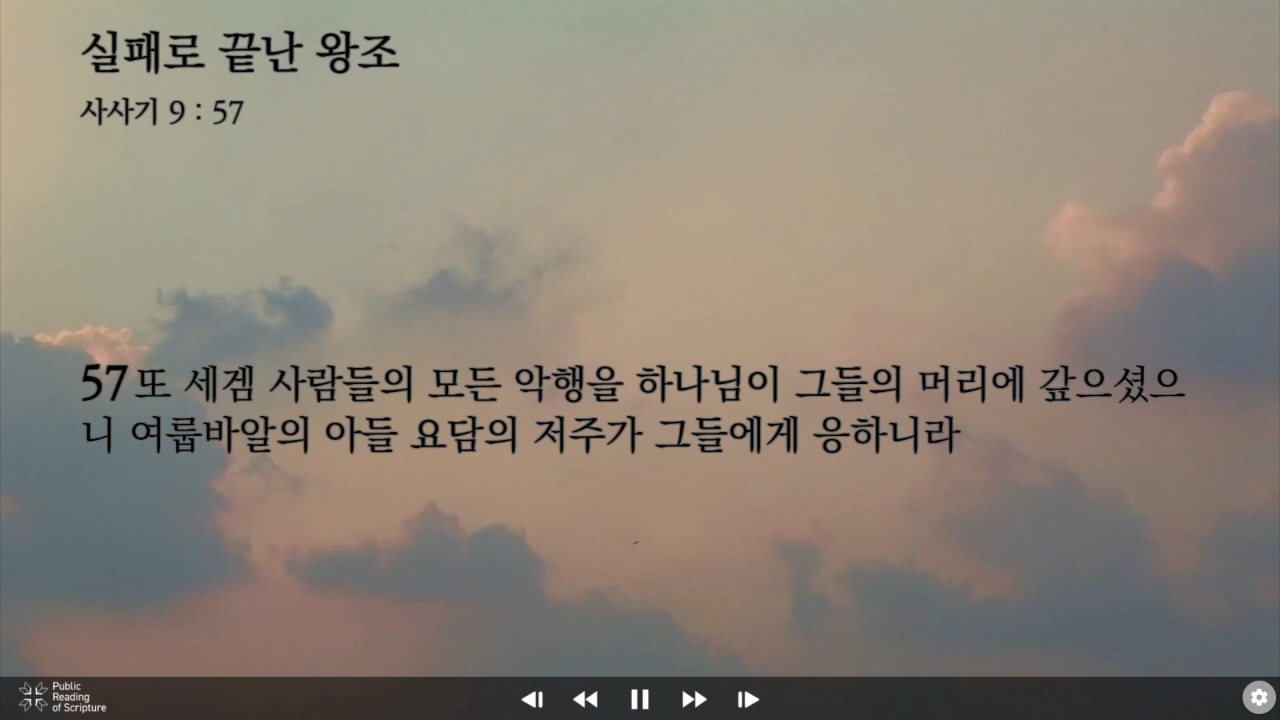 실패로 끝난 왕조
사사기 9 : 57
57 또 세겜 사람들의 모든 악행을 하나님이 그들의 머리에 갚으셨으
니 여룹바알의 아들 요담의 저주가 그들에게 응하니라
Public
Reading
of Scripture